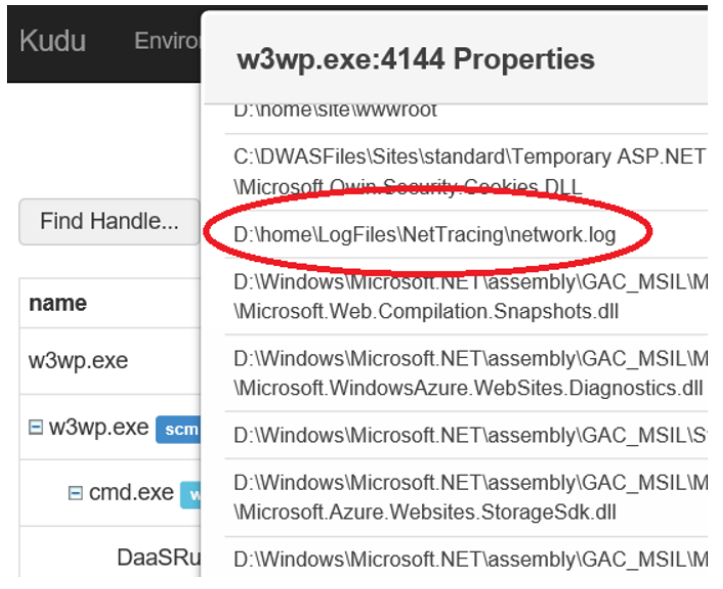 Kudu
w3wp.exe:4144 Properties
D:\home\site\wwwroot
C:\DWASFiles\Sites\standard\Temporary ASP.NET
\Microsoft.Owin.Security.Cookies.DLL
Find Handle...
D:\home\LogFiles\NetTracing\network.log
D:\Windows\Microsoft.NET\assembly\GAC_MSIL\M
name
\Microsoft.Web.Compilation.Snapshots.dll
w3wp.exe
D:\Windows\Microsoft.NET\assembly\GAC_MSIL\M
\Microsoft.WindowsAzure.WebSites.Diagnostics.dll
w3wp.exe scm
D:\Windows\Microsoft.NET\assembly\GAC_MSIL\S
cmd.exe
D:\Windows\Microsoft.NET\assembly\GAC_MSIL\M
\Microsoft.Azure.Websites.StorageSdk.dll
DaaSRu
D:\Windows\Microsoft.NET\assembly\GAC_MSIL\M